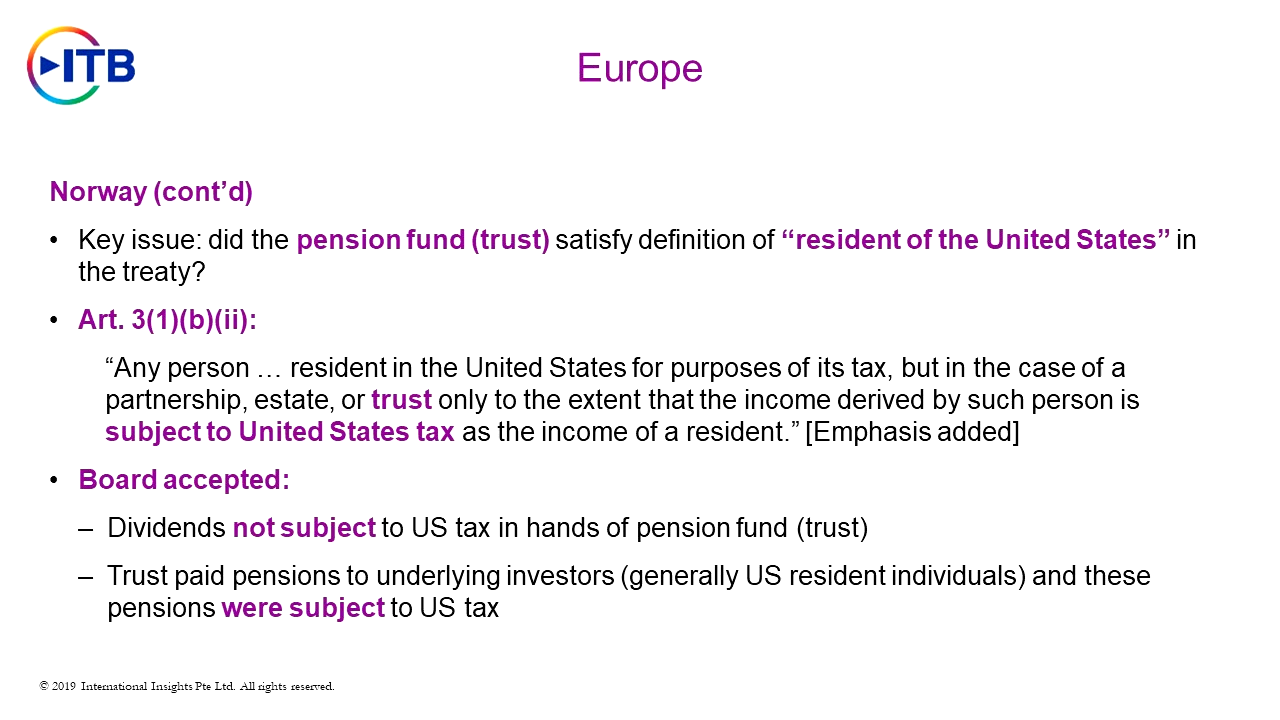 ITB
Europe
Norway (cont’d)
• Key issue: did the pension fund (trust) satisfy definition of “resident of the United States” in
the treaty?
• Art. 3(1)(b)(ii):
“Any person … resident in the United States for purposes of its tax, but in the case of a
partnership, estate, or trust only to the extent that the income derived by such person is
subject to United States tax as the income of a resident.” [Emphasis added]
• Board accepted:
– Dividends not subject to US tax in hands of pension fund (trust)
– Trust paid pensions to underlying investors (generally US resident individuals) and these
pensions were subject to US tax
© 2019 International Insights Pte Ltd. All rights reserved.